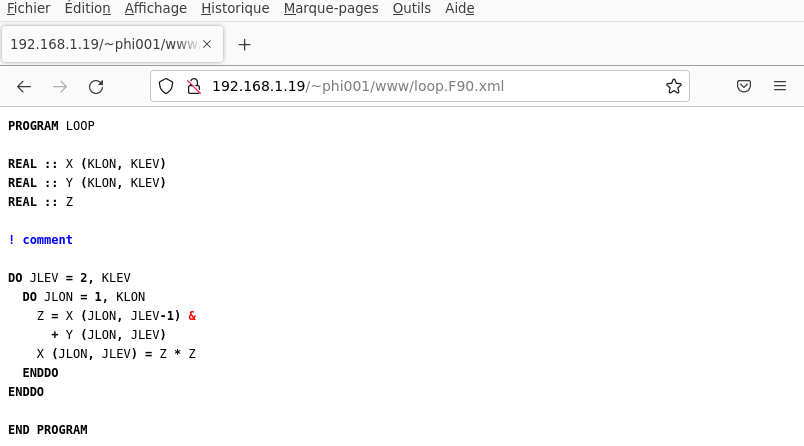 Fichier Édition Affichage Historique Marque-pages Outils Aide
192.168.1.19/~phi001/www
192.168.1.19/~phi001/www/loop.F90.xml
PROGRAM LOOP
REAL :: X (KLON, KLEV)
REAL :: Y (KLON, KLEV)
REAL :: Z
! comment
DO JLEV = 2, KLEV
  DO JLON = 1, KLON
    Z = X (JLON, JLEV-1) &
      + Y (JLON, JLEV)
    X (JLON, JLEV) = Z * Z
  ENDDO
ENDDO
END PROGRAM